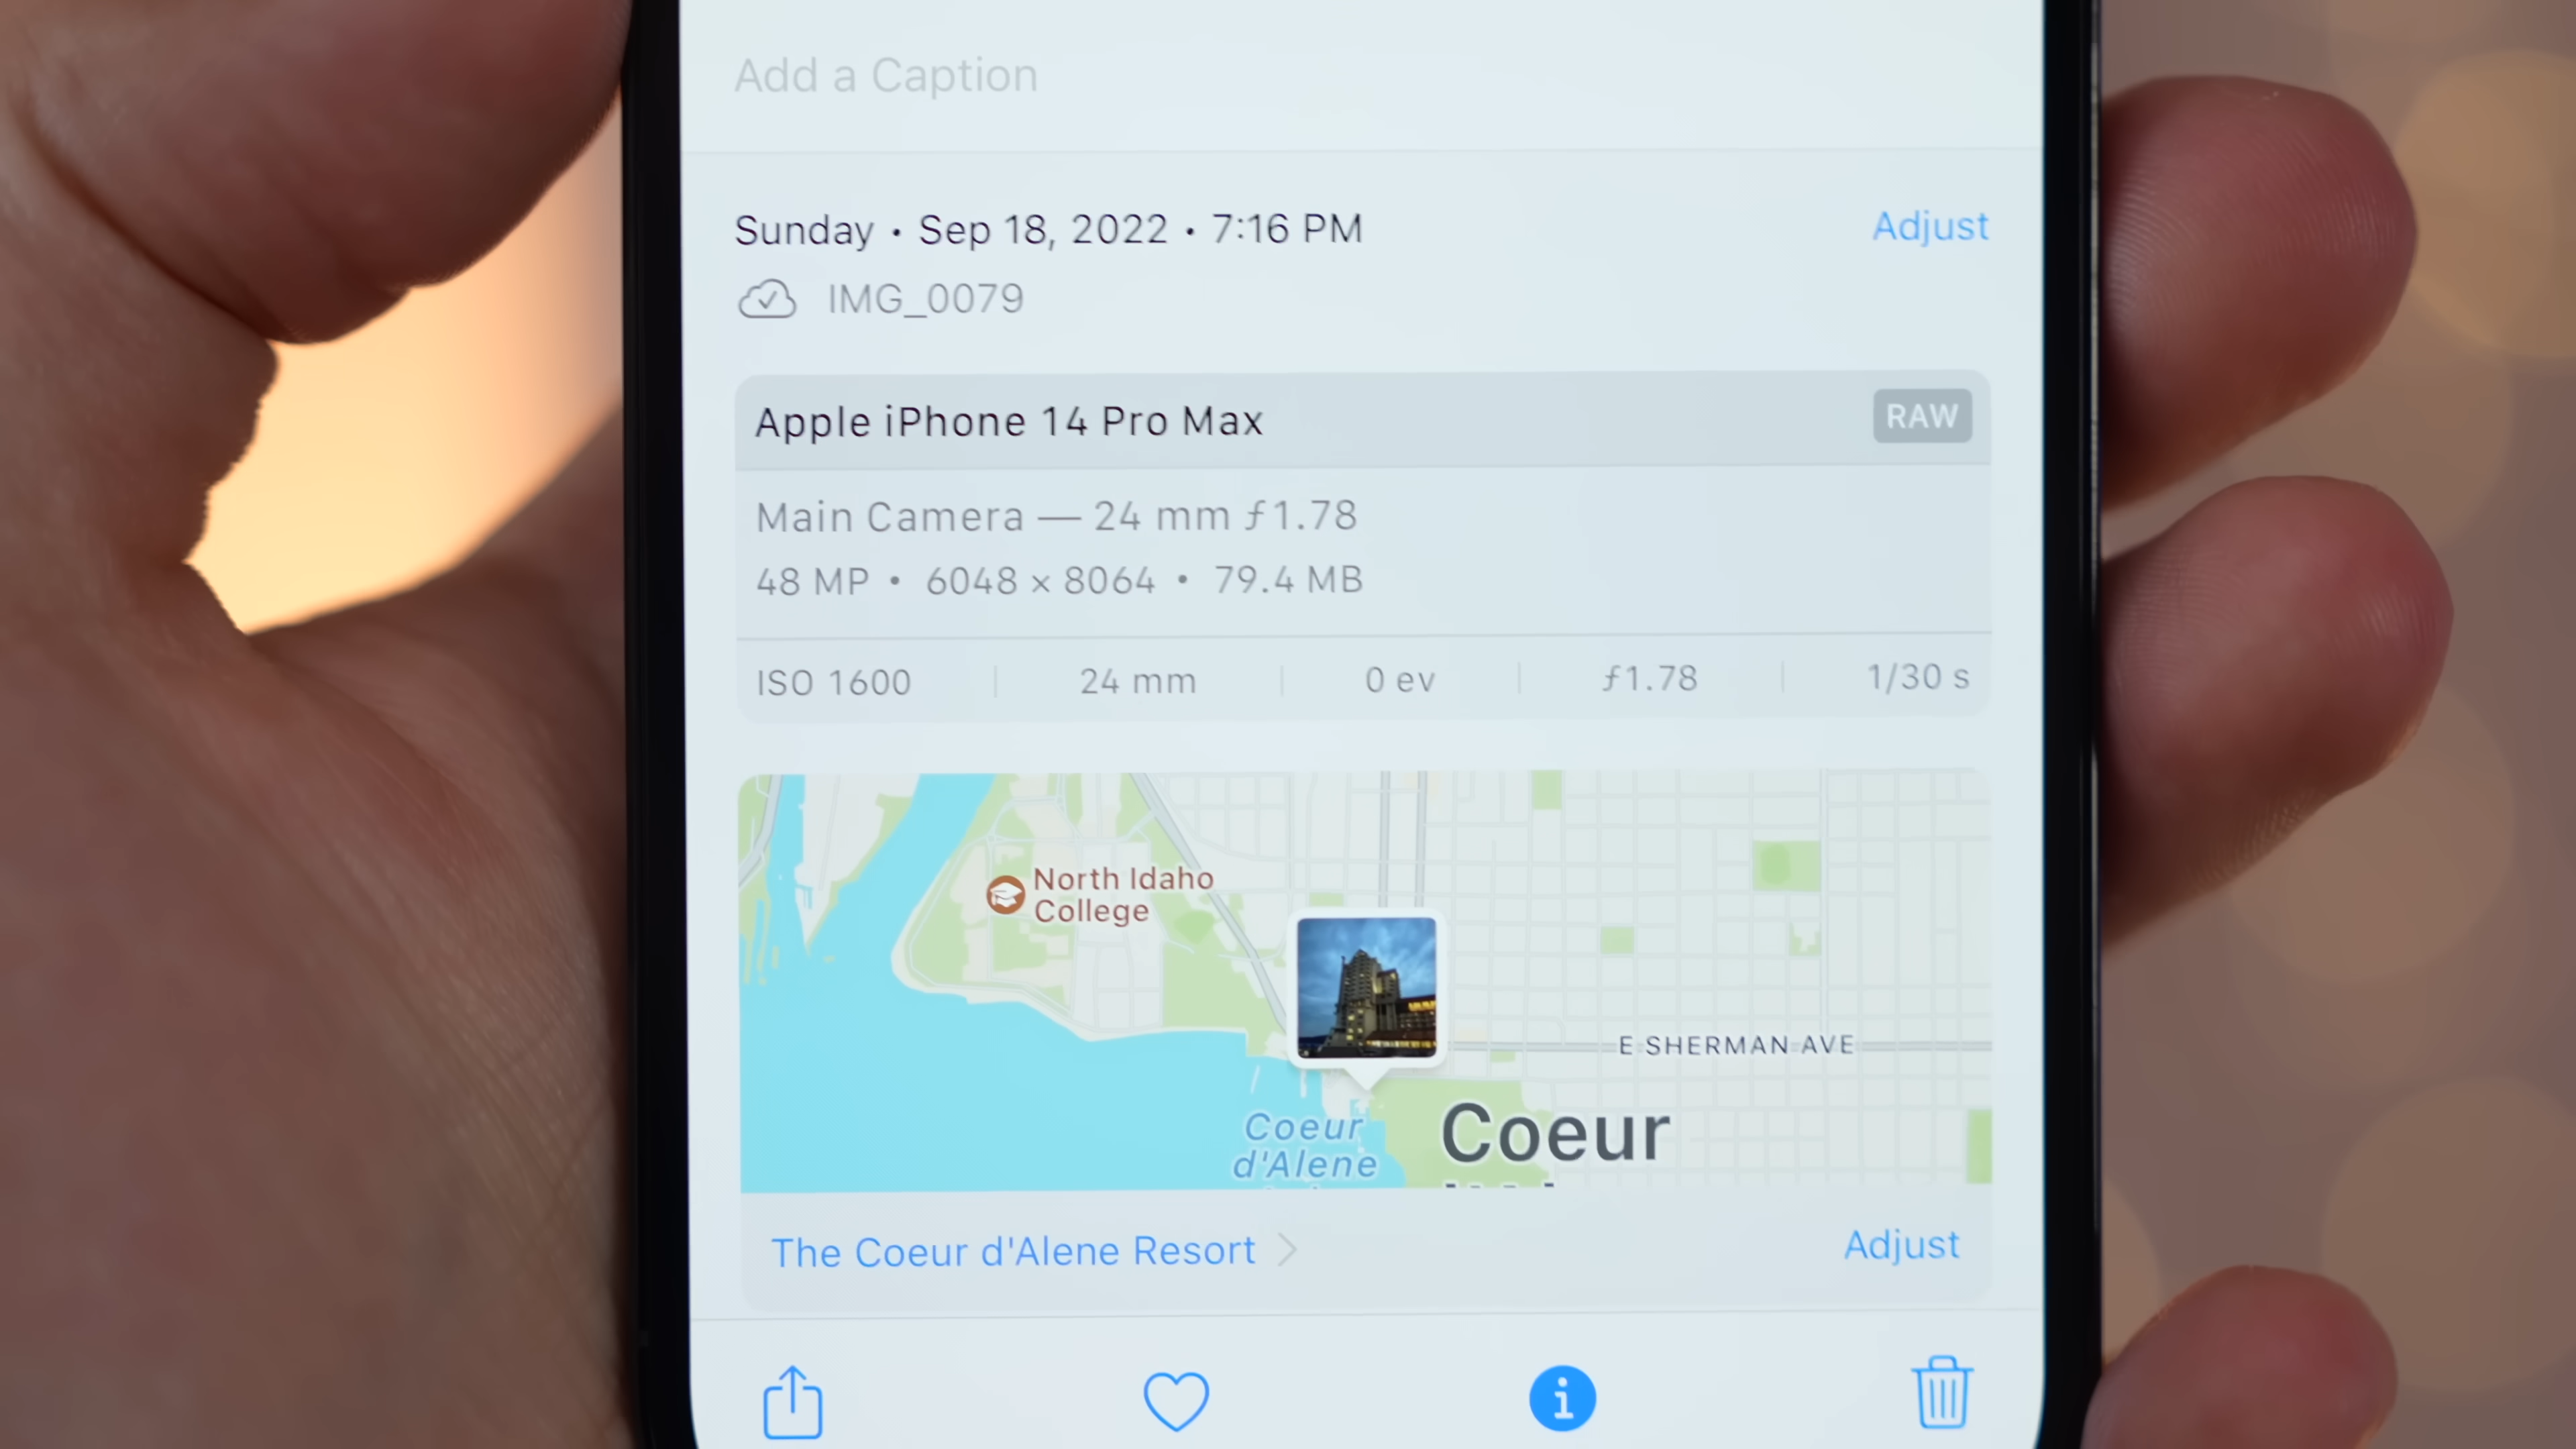 Add a Caption
Sunday • Sep 18, 2022 • 7:16 PM
Adjust
IMG_0079
Apple iPhone 14 Pro Max
RAW
Main Camera — 24 mm ƒ1.78
48 MP • 6048 × 8064 • 79.4 MB
ISO 1600 | 24 mm | 0 ev | ƒ1.78 | 1/30 s
North Idaho
College
E SHERMAN AVE
Coeur
d'Alene
Coeur
The Coeur d'Alene Resort
Adjust